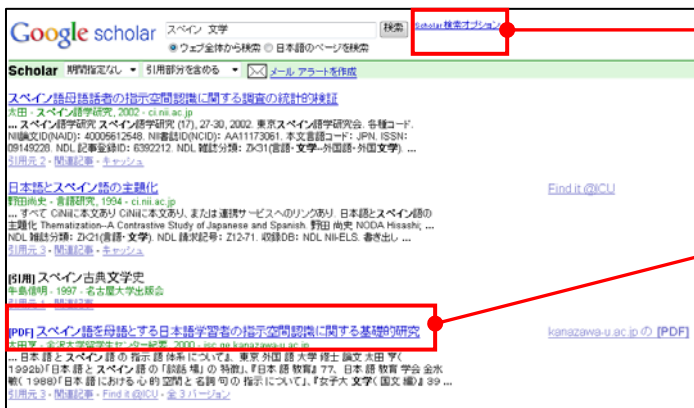 Google scholar スペイン 文学 検索 Scholar 検索オプション
ウェブ全体から検索 日本語のページを検索
Scholar 期間指定なし 引用部分を含める メール アラートを作成
スペイン語母語話者の指示空間認識に関する調査の統計的検証
太田 - スペイン語学研究, 2002 - ci.nii.ac.jp
... スペイン語学研究 スペイン語学研究 (17), 27-30, 2002. 東京スペイン語学研究会. 各種コード.
NII論文ID(NAID): 40005612548. NII書誌ID(NCID): AA11173061. 本文言語コード: JPN. ISSN:
09149228. NDL 記事登録ID: 6392212. NDL 雑誌分類: ZK31(言語・文学--外国語・外国文学). ...
引用元 2 - 関連記事 - キャッシュ
日本語とスペイン語の主題化 Find it @ICU
野田尚史 - 言語研究, 1994 - ci.nii.ac.jp
... すべて CiNiiに本文あり CiNiiに本文あり、または連携サービスへのリンクあり. 日本語とスペイン語の
主題化 Thematization--A Contrastive Study of Japanese and Spanish. 野田 尚史 NODA Hisashi; ...
NDL 雑誌分類: ZK21(言語・文学). NDL 請求記号: Z12-71. 収録DB: NDL NII-ELS. 書き出し ...
引用元 3 - 関連記事 - キャッシュ
[引用] スペイン古典文学史
牛島信明 - 1997 - 名古屋大学出版会
引用元 1 - 関連記事
[PDF] スペイン語を母語とする日本語学習者の指示空間認識に関する基礎的研究 kanazawa-u.ac.jp の [PDF]
太田亨 - 金沢大学留学生センター紀要, 2000 - isc.ge.kanazawa-u.ac.jp
... 日本 語 と スペイン 語 の 指示 語 体系 に ついて』、 東京 外国 語 大学 修士 論文 太田 亨(
1992b)「日本 語 と スペイン 語 の 「談話 場」 の 特徴」、『日本 語 教育』 77、 日本 語 教育 学会 金水
敏( 1988)「日本 語 における 心 的 空間 と 名詞 句 の 指示 について」、『女子大 文学( 国文 編)』 39 ...
引用元 3 - 関連記事 - Find it @ICU - 全 3 バージョン